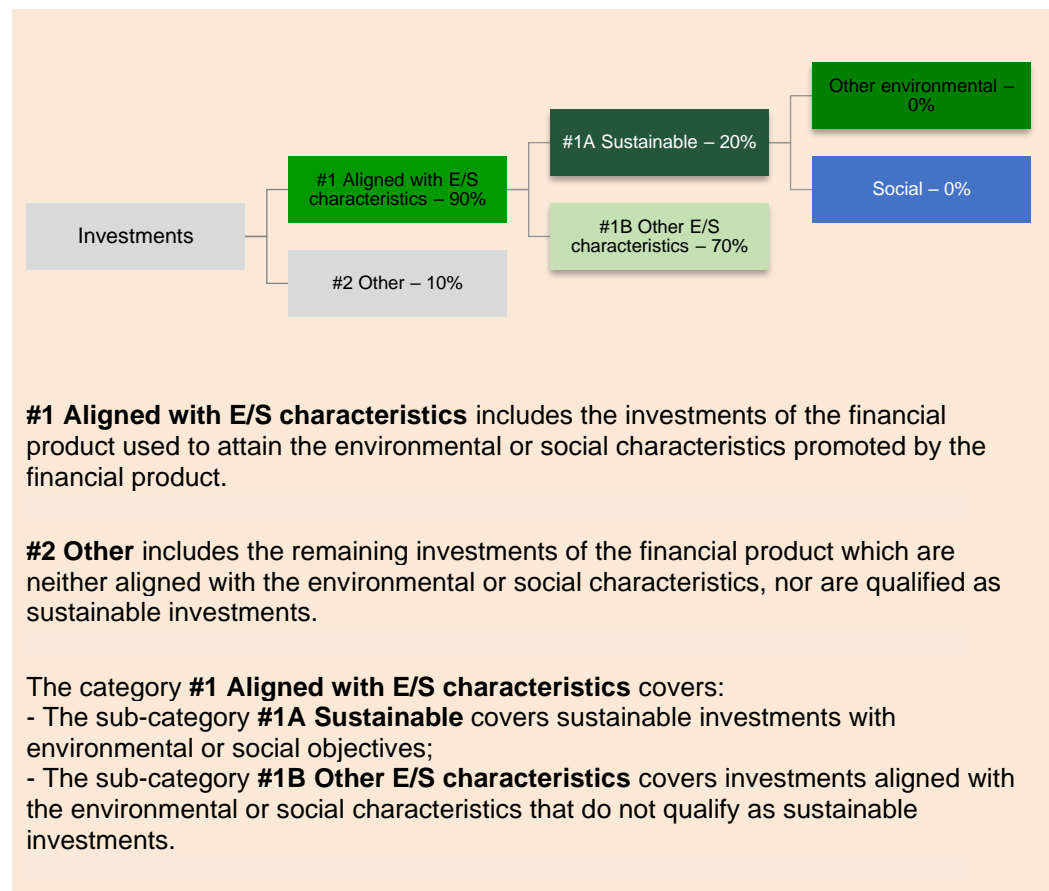 Other environmental –
0%
#1A Sustainable – 20%
#1 Aligned with E/S
characteristics – 90%
Social – 0%
Investments
#1B Other E/S
characteristics – 70%
#2 Other – 10%
#1 Aligned with E/S characteristics includes the investments of the financial
product used to attain the environmental or social characteristics promoted by the
financial product.
#2 Other includes the remaining investments of the financial product which are
neither aligned with the environmental or social characteristics, nor are qualified as
sustainable investments.
The category #1 Aligned with E/S characteristics covers:
- The sub-category #1A Sustainable covers sustainable investments with
environmental or social objectives;
- The sub-category #1B Other E/S characteristics covers investments aligned with
the environmental or social characteristics that do not qualify as sustainable
investments.